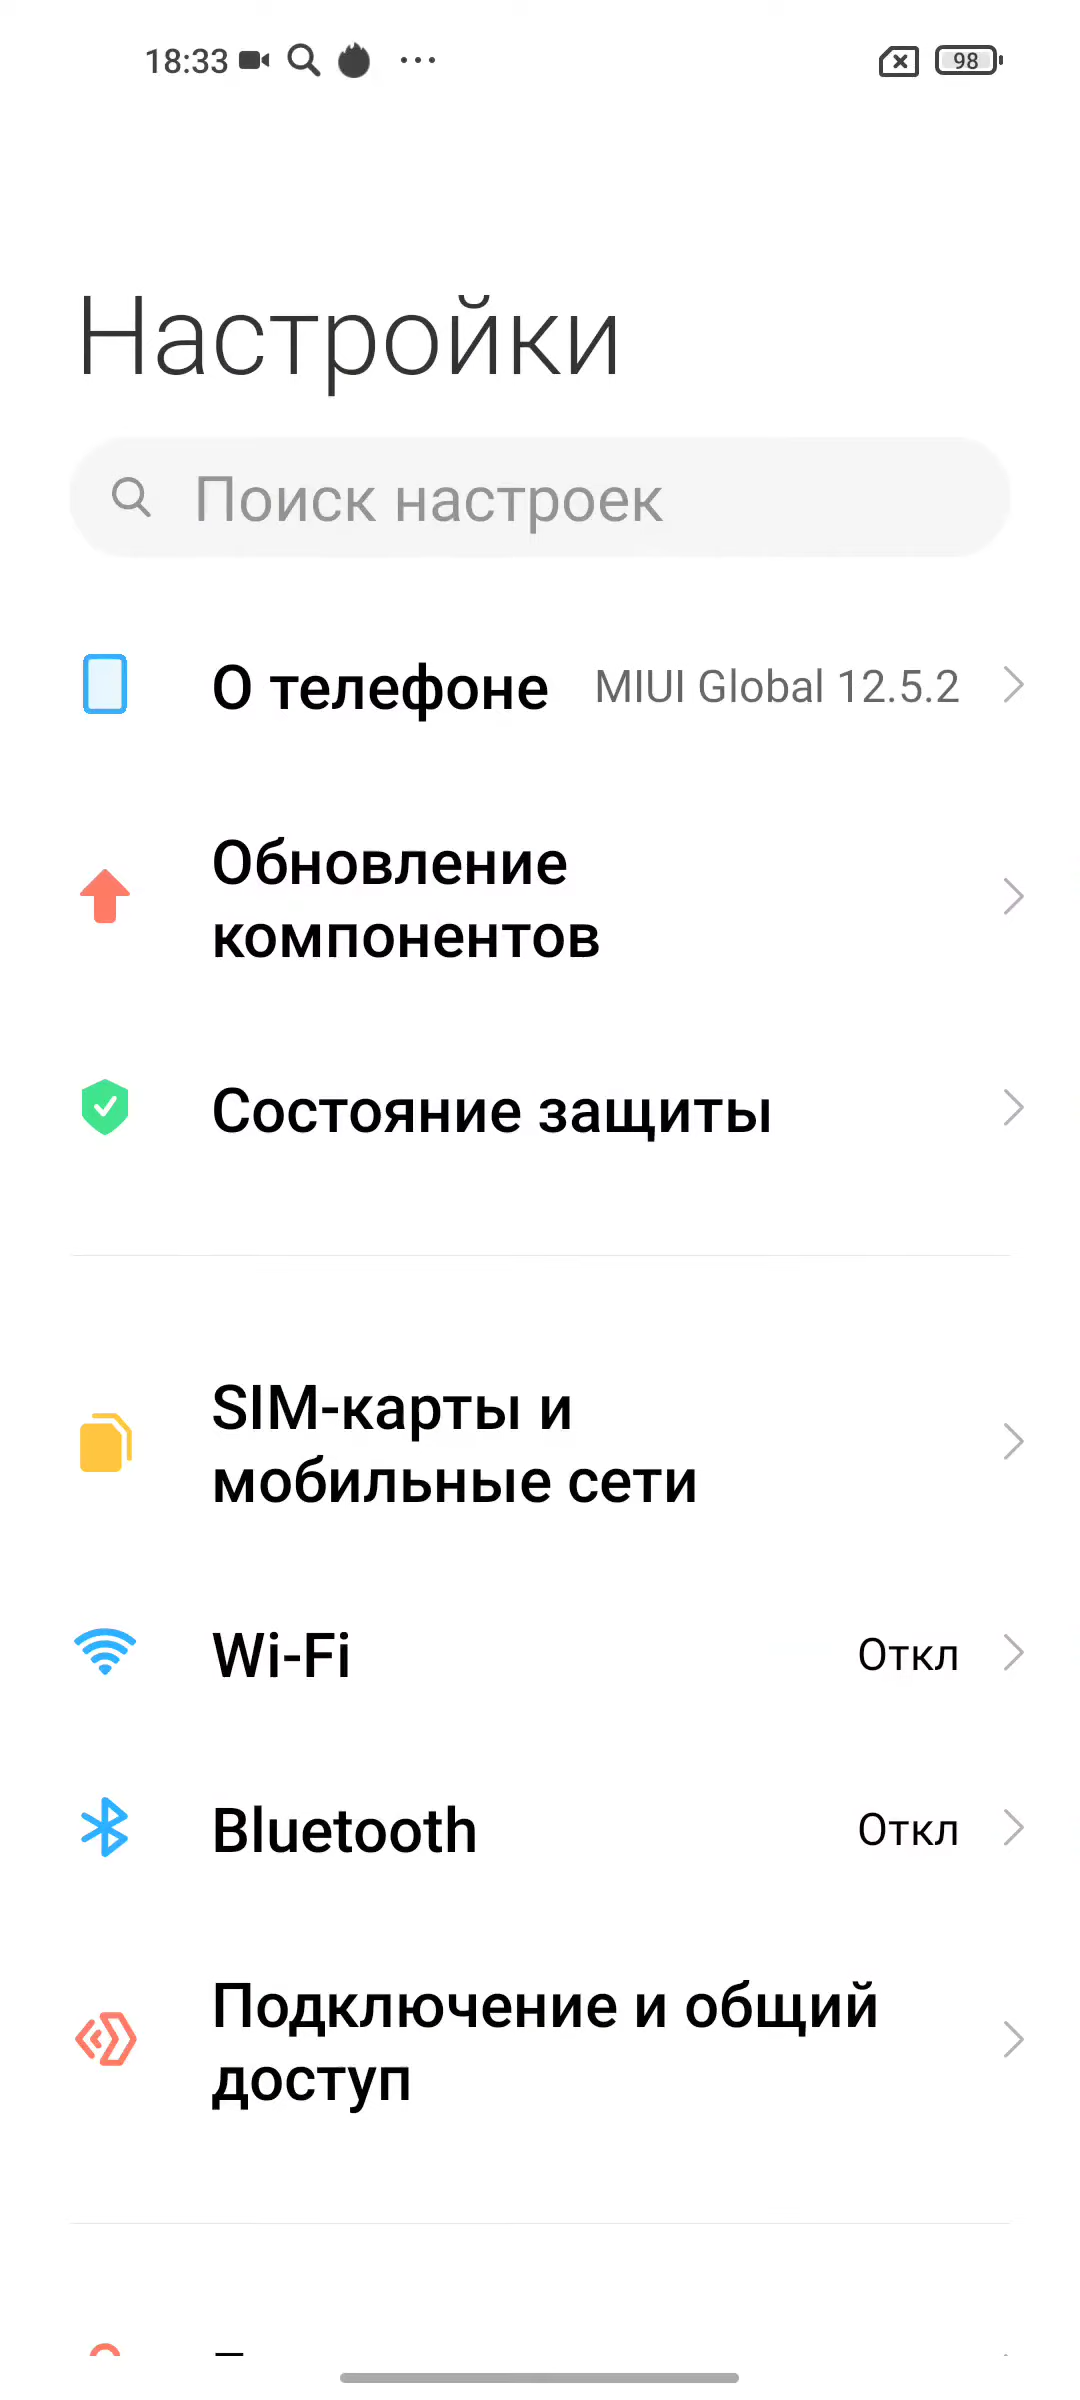 18:33
98
Настройки
Поиск настроек
О телефоне MIUI Global 12.5.2
Обновление
компонентов
Состояние защиты
SIM-карты и
мобильные сети
Wi-Fi Откл
Bluetooth Откл
Подключение и общий
доступ